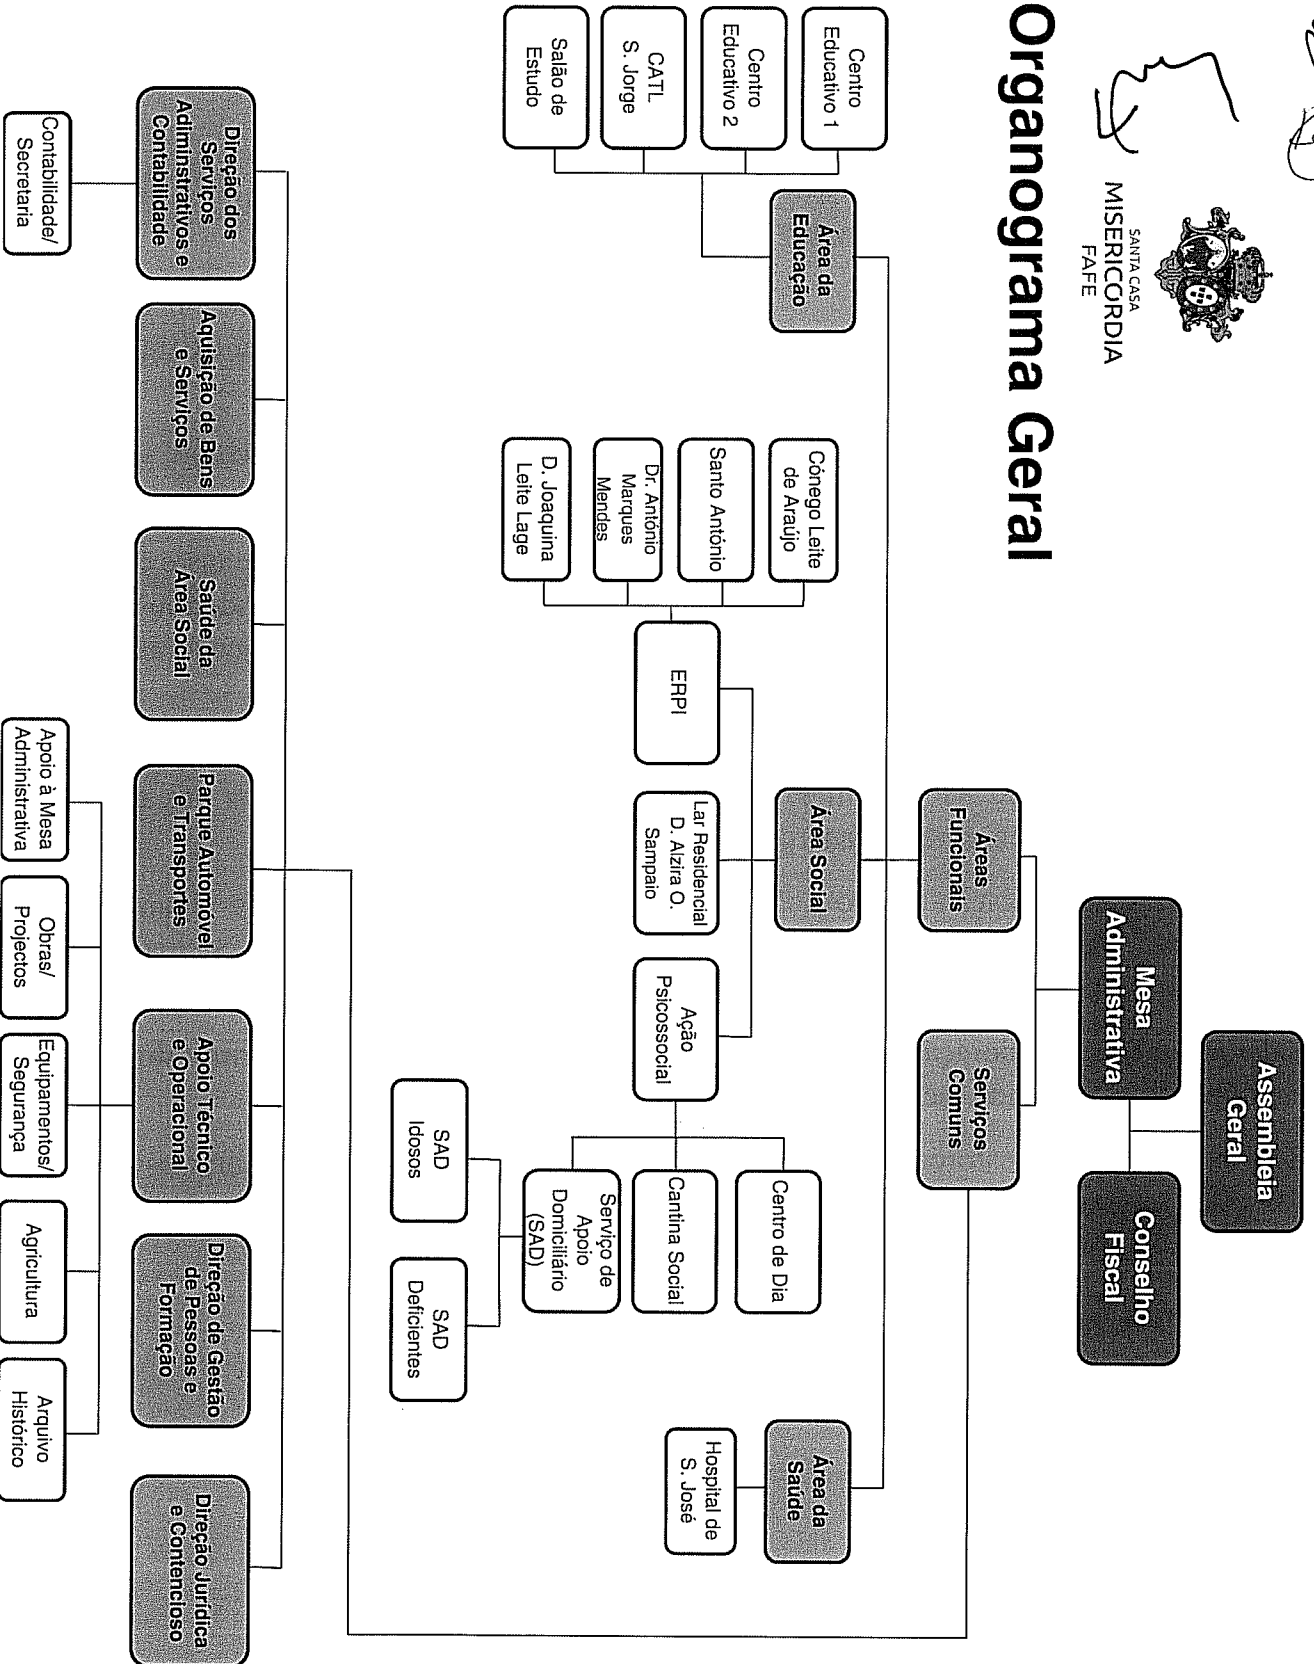 SANTA CASA
MISERICÓRDIA
FAFE
Organograma Geral
Assembleia
Geral
Mesa
Administrativa
Conselho
Fiscal
Áreas
Funcionais
Serviços
Comuns
Área da
Educação
Área Social
Área da
Saúde
Centro
Educativo 1
Centro
Educativo 2
CATL
S. Jorge
Salão de
Estudo
ERPI
Lar Residencial
D. Alzira O.
Sampaio
Ação
Psicossocial
Hospital de
S. José
Cónego Leite
de Araújo
Santo António
Dr. António
Marques
Mendes
D. Joaquina
Leite Lage
Centro de Dia
Cantina Social
Serviço de
Apoio
Domiciliário
(SAD)
SAD
Idosos
SAD
Deficientes
Direção dos
Serviços
Adiminstrativos e
Contabilidade
Aquisição de Bens
e Serviços
Saúde da
Área Social
Parque Automóvel
e Transportes
Apoio Técnico
e Operacional
Direção de Gestão
de Pessoas e
Formação
Direção Jurídica
e Contencioso
Contabilidade/
Secretaria
Apoio à Mesa
Administrativa
Obras/
Projectos
Equipamentos/
Segurança
Agricultura
Arquivo
Histórico